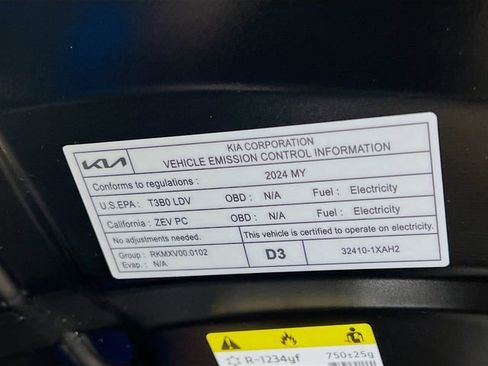 KIA KIA CORPORATION
VEHICLE EMISSION CONTROL INFORMATION
Conforms to regulations : 2024 MY
U.S.EPA : T3B0 LDV OBD : N/A Fuel : Electricity
California : ZEV PC OBD : N/A Fuel : Electricity
No adjustments needed. This vehicle is certified to operate on electricity.
Group : RKMXV00.0102
Evap. : N/A
D3 32410-1XAH2
R-1234yf 750±25g